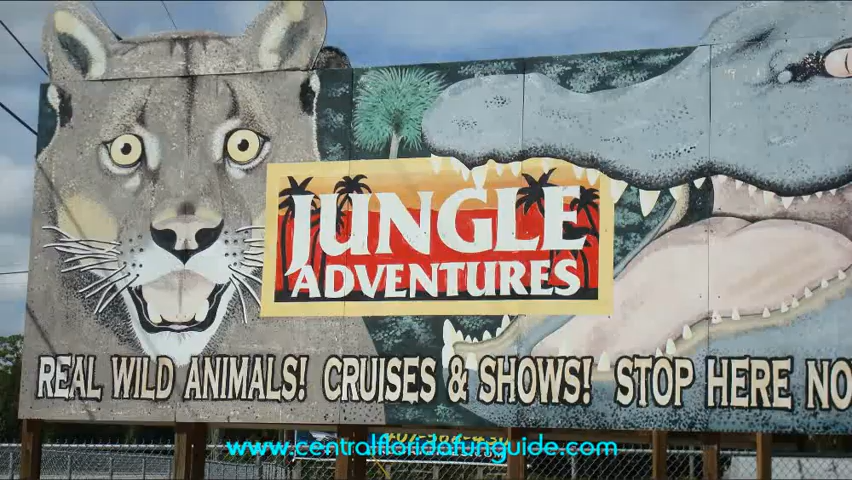 JUNGLE
ADVENTURES
REAL WILD ANIMALS! CRUISES & SHOWS! STOP HERE NO
www.centralfloridafunguide.com